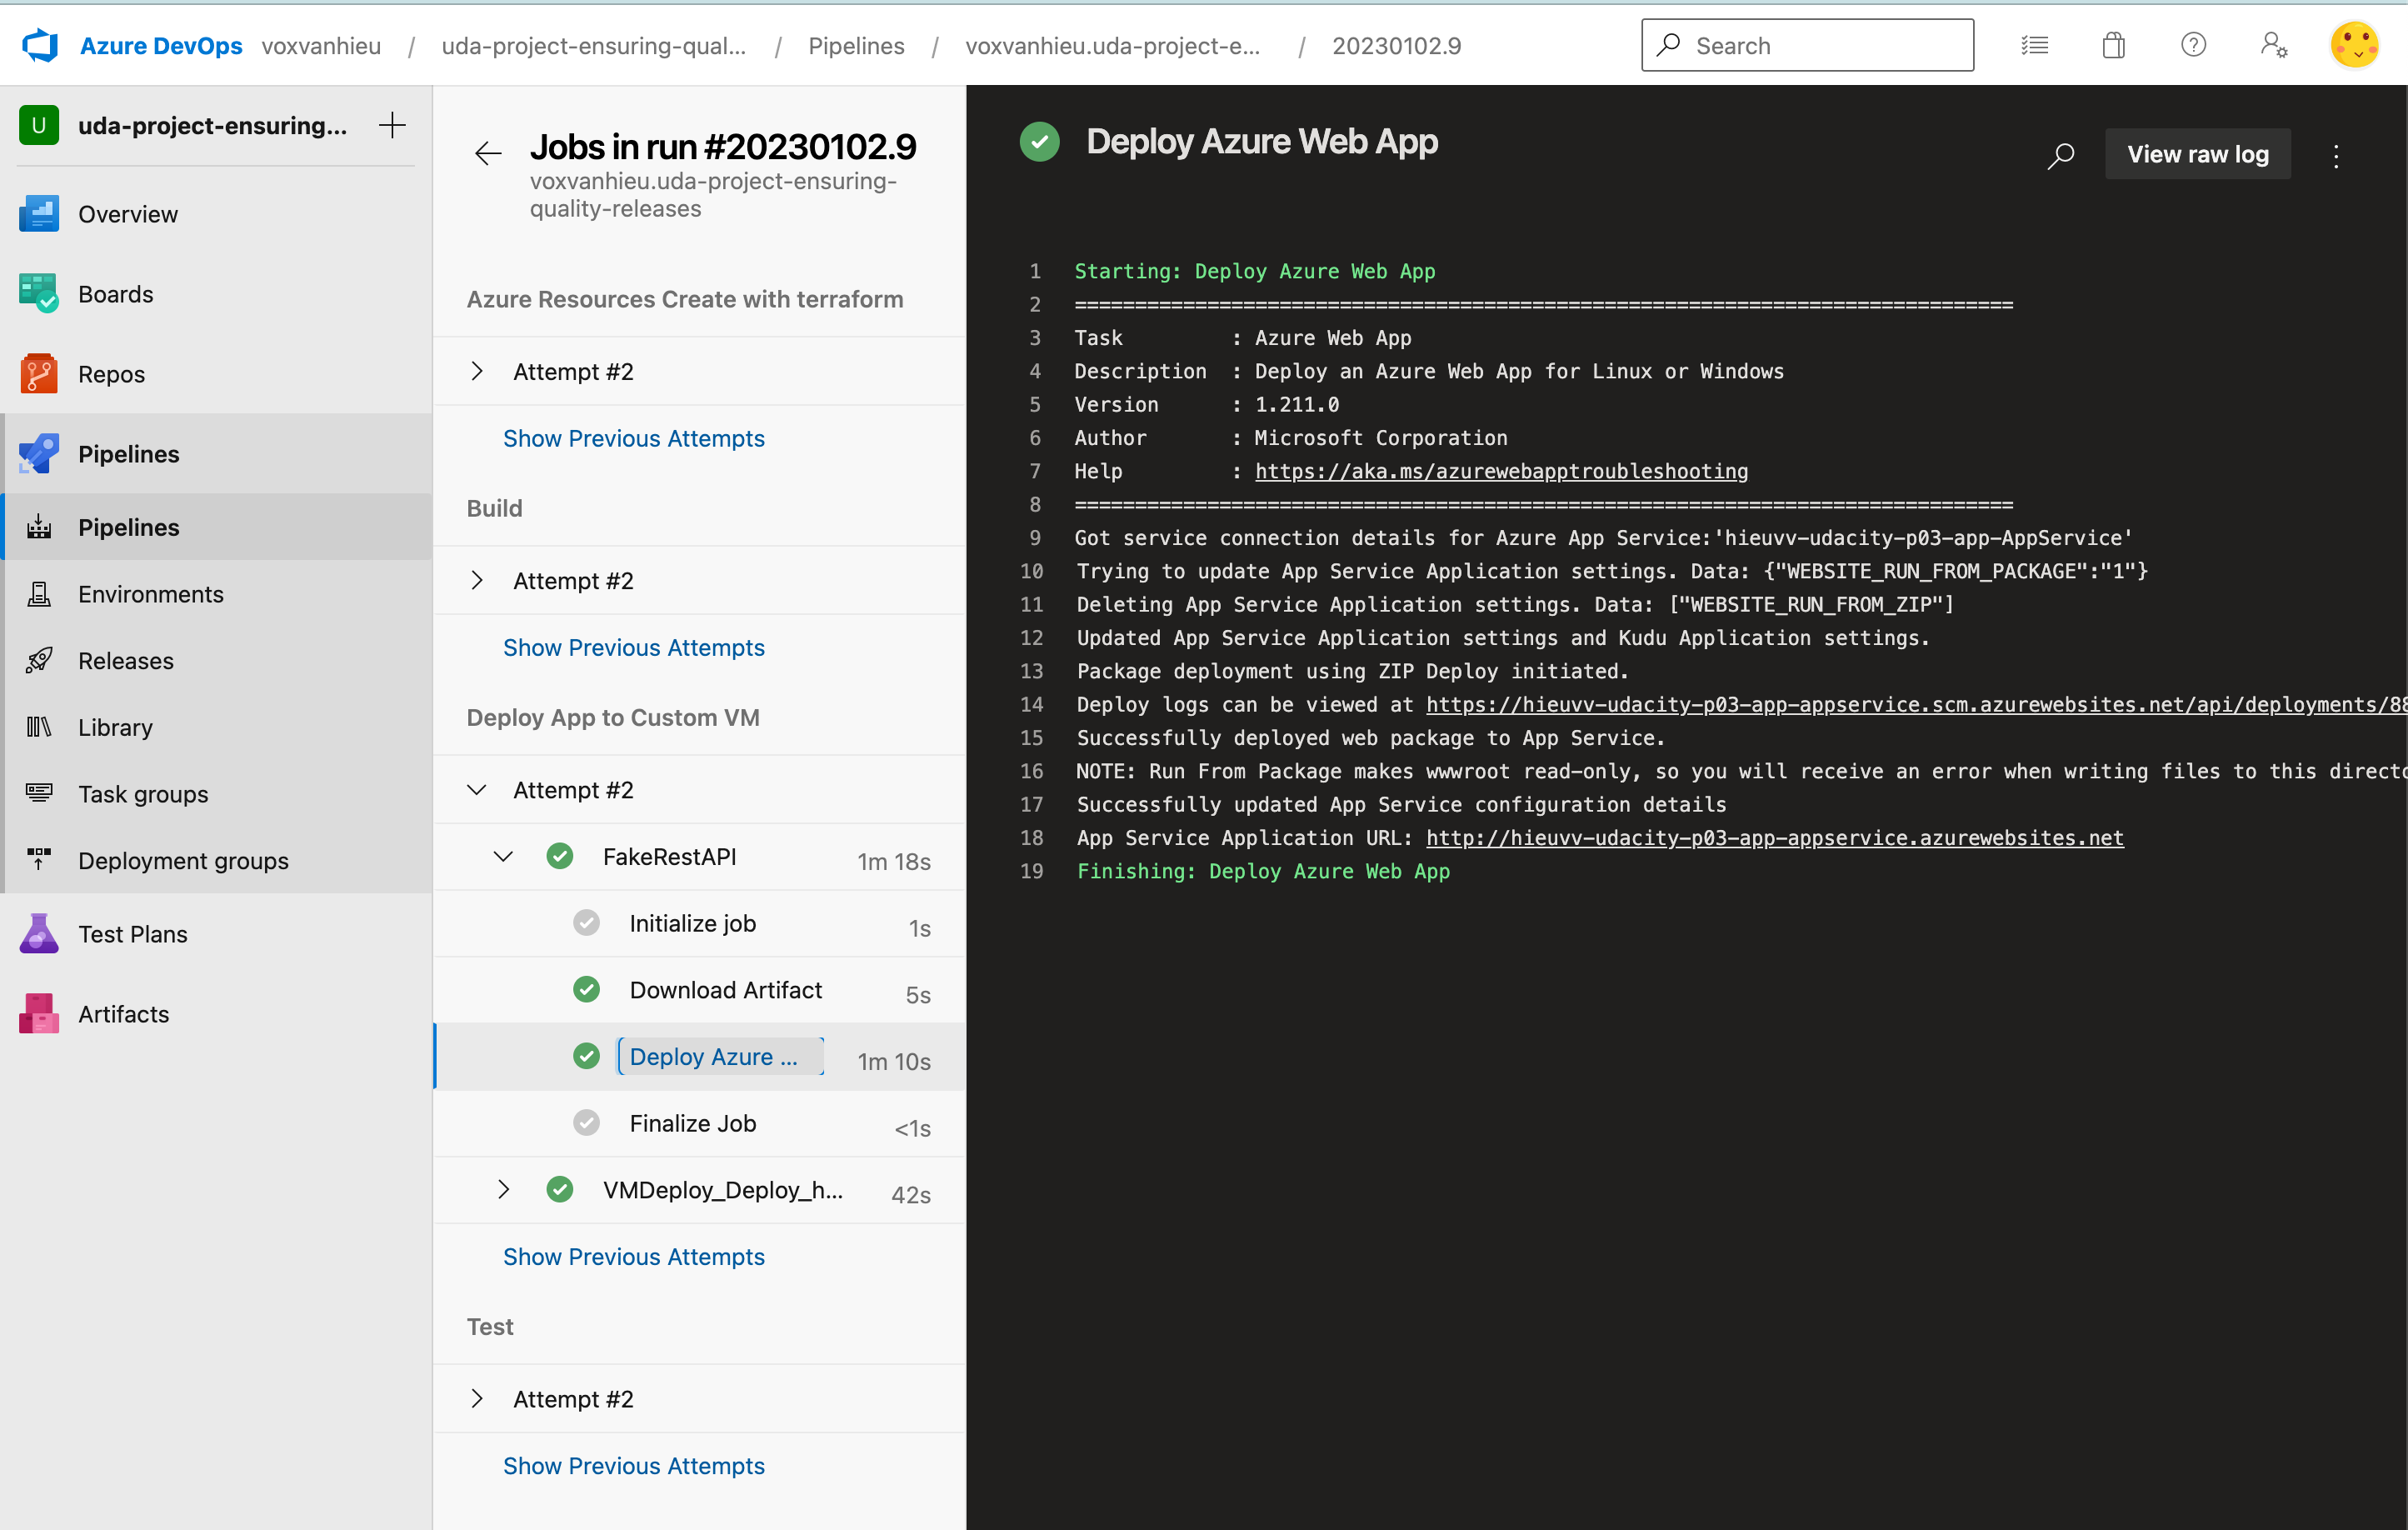 Azure DevOps voxvanhieu / uda-project-ensuring-qual... / Pipelines / voxvanhieu.uda-project-e... / 20230102.9
Search
U uda-project-ensuring...
Overview
Boards
Repos
Pipelines
Pipelines
Environments
Releases
Library
Task groups
Deployment groups
Test Plans
Artifacts
Jobs in run #20230102.9
voxvanhieu.uda-project-ensuring-
quality-releases
Azure Resources Create with terraform
Attempt #2
Show Previous Attempts
Build
Attempt #2
Show Previous Attempts
Deploy App to Custom VM
Attempt #2
FakeRestAPI 1m 18s
Initialize job 1s
Download Artifact 5s
Deploy Azure ... 1m 10s
Finalize Job <1s
VMDeploy_Deploy_h... 42s
Show Previous Attempts
Test
Attempt #2
Show Previous Attempts
Deploy Azure Web App
View raw log
1 Starting: Deploy Azure Web App
2 ==============================================================================
3 Task : Azure Web App
4 Description : Deploy an Azure Web App for Linux or Windows
5 Version : 1.211.0
6 Author : Microsoft Corporation
7 Help : https://aka.ms/azurewebapptroubleshooting
8 ==============================================================================
9 Got service connection details for Azure App Service:'hieuvv-udacity-p03-app-AppService'
10 Trying to update App Service Application settings. Data: {"WEBSITE_RUN_FROM_PACKAGE":"1"}
11 Deleting App Service Application settings. Data: ["WEBSITE_RUN_FROM_ZIP"]
12 Updated App Service Application settings and Kudu Application settings.
13 Package deployment using ZIP Deploy initiated.
14 Deploy logs can be viewed at https://hieuvv-udacity-p03-app-appservice.scm.azurewebsites.net/api/deployments/88
15 Successfully deployed web package to App Service.
16 NOTE: Run From Package makes wwwroot read-only, so you will receive an error when writing files to this directo
17 Successfully updated App Service configuration details
18 App Service Application URL: http://hieuvv-udacity-p03-app-appservice.azurewebsites.net
19 Finishing: Deploy Azure Web App